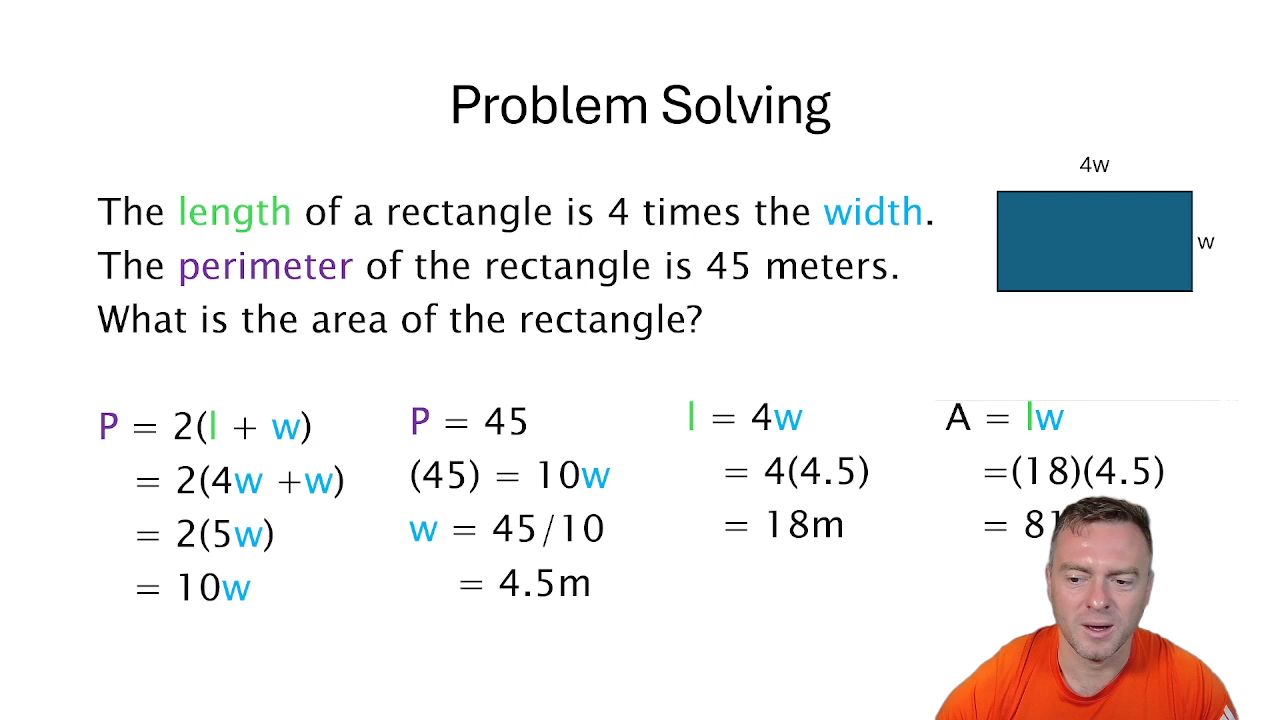 Problem Solving
4w
The length of a rectangle is 4 times the width.
w
The perimeter of the rectangle is 45 meters.
What is the area of the rectangle?
P = 2(l + w)
= 2(4w +w)
= 2(5w)
= 10w
P = 45
(45) = 10w
w = 45/10
= 4.5m
l = 4w
= 4(4.5)
= 18m
A = lw
=(18)(4.5)
= 81